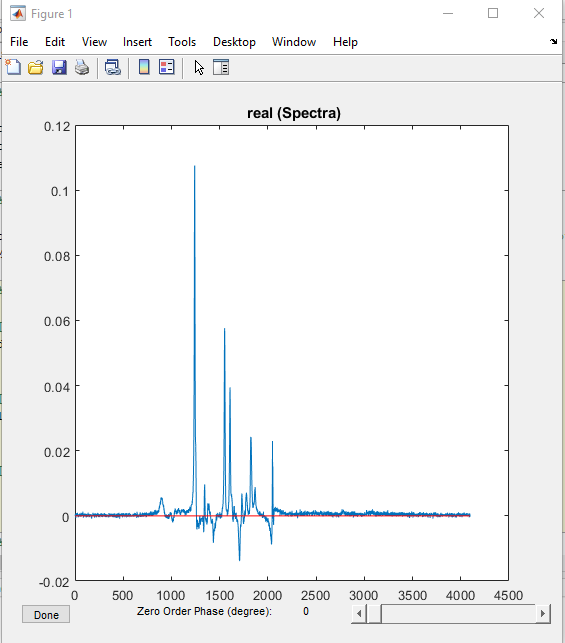 Figure 1
File Edit View Insert Tools Desktop Window Help
real (Spectra)
0.12
0.1
0.08
0.06
0.04
0.02
0
-0.02
0 500 1000 1500 2000 2500 3000 3500 4000 4500
Done Zero Order Phase (degree): 0